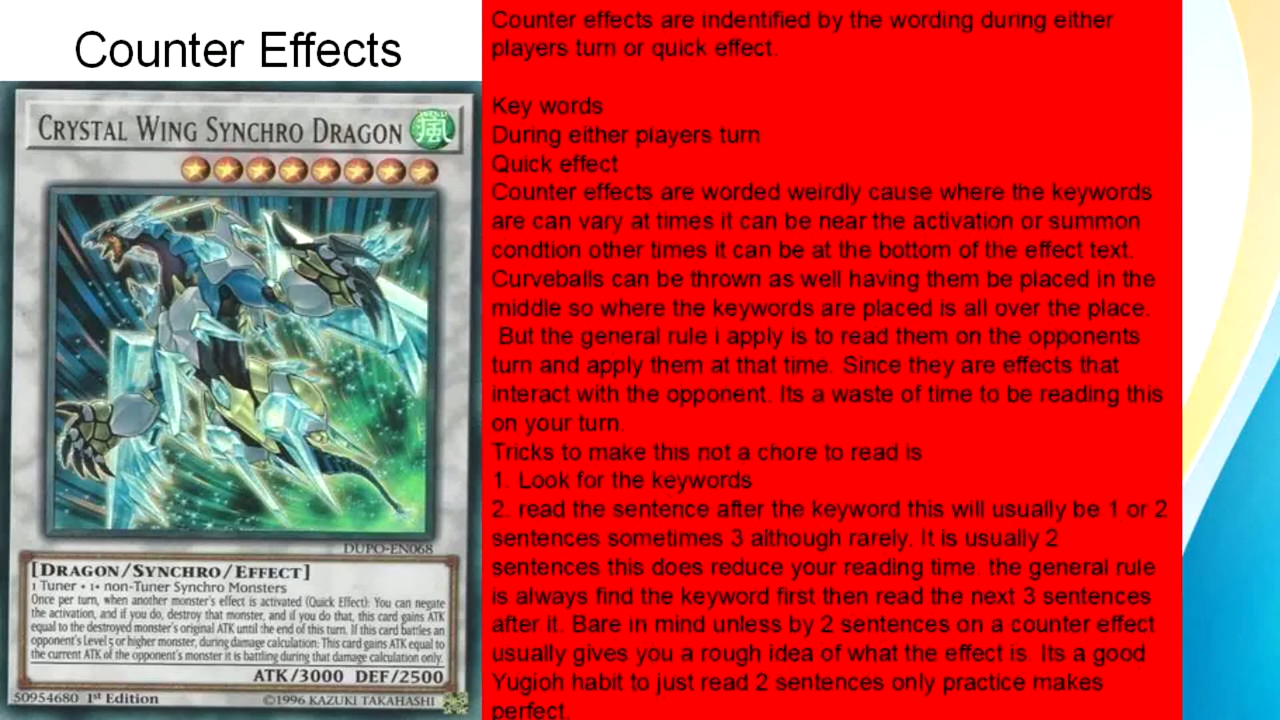 Counter Effects
CRYSTAL WING SYNCHRO DRAGON
風
DUPO-EN068
[DRAGON/SYNCHRO/EFFECT]
1 Tuner + 1+ non-Tuner Synchro Monsters
Once per turn, when another monster's effect is activated (Quick Effect): You can negate
the activation, and if you do, destroy that monster, and if you do that, this card gains ATK
equal to the destroyed monster's original ATK until the end of this turn. If this card battles an
opponent's Level 5 or higher monster, during damage calculation: This card gains ATK equal to
the current ATK of the opponent's monster it is battling during that damage calculation only.
ATK/3000 DEF/2500
50954680 1st Edition
©1996 KAZUKI TAKAHASHI
Counter effects are indentified by the wording during either
players turn or quick effect.
Key words
During either players turn
Quick effect
Counter effects are worded weirdly cause where the keywords
are can vary at times it can be near the activation or summon
condtion other times it can be at the bottom of the effect text.
Curveballs can be thrown as well having them be placed in the
middle so where the keywords are placed is all over the place.
But the general rule i apply is to read them on the opponents
turn and apply them at that time. Since they are effects that
interact with the opponent. Its a waste of time to be reading this
on your turn.
Tricks to make this not a chore to read is
1. Look for the keywords
2. read the sentence after the keyword this will usually be 1 or 2
sentences sometimes 3 although rarely. It is usually 2
sentences this does reduce your reading time. the general rule
is always find the keyword first then read the next 3 sentences
after it. Bare in mind unless by 2 sentences on a counter effect
usually gives you a rough idea of what the effect is. Its a good
Yugioh habit to just read 2 sentences only practice makes
perfect.